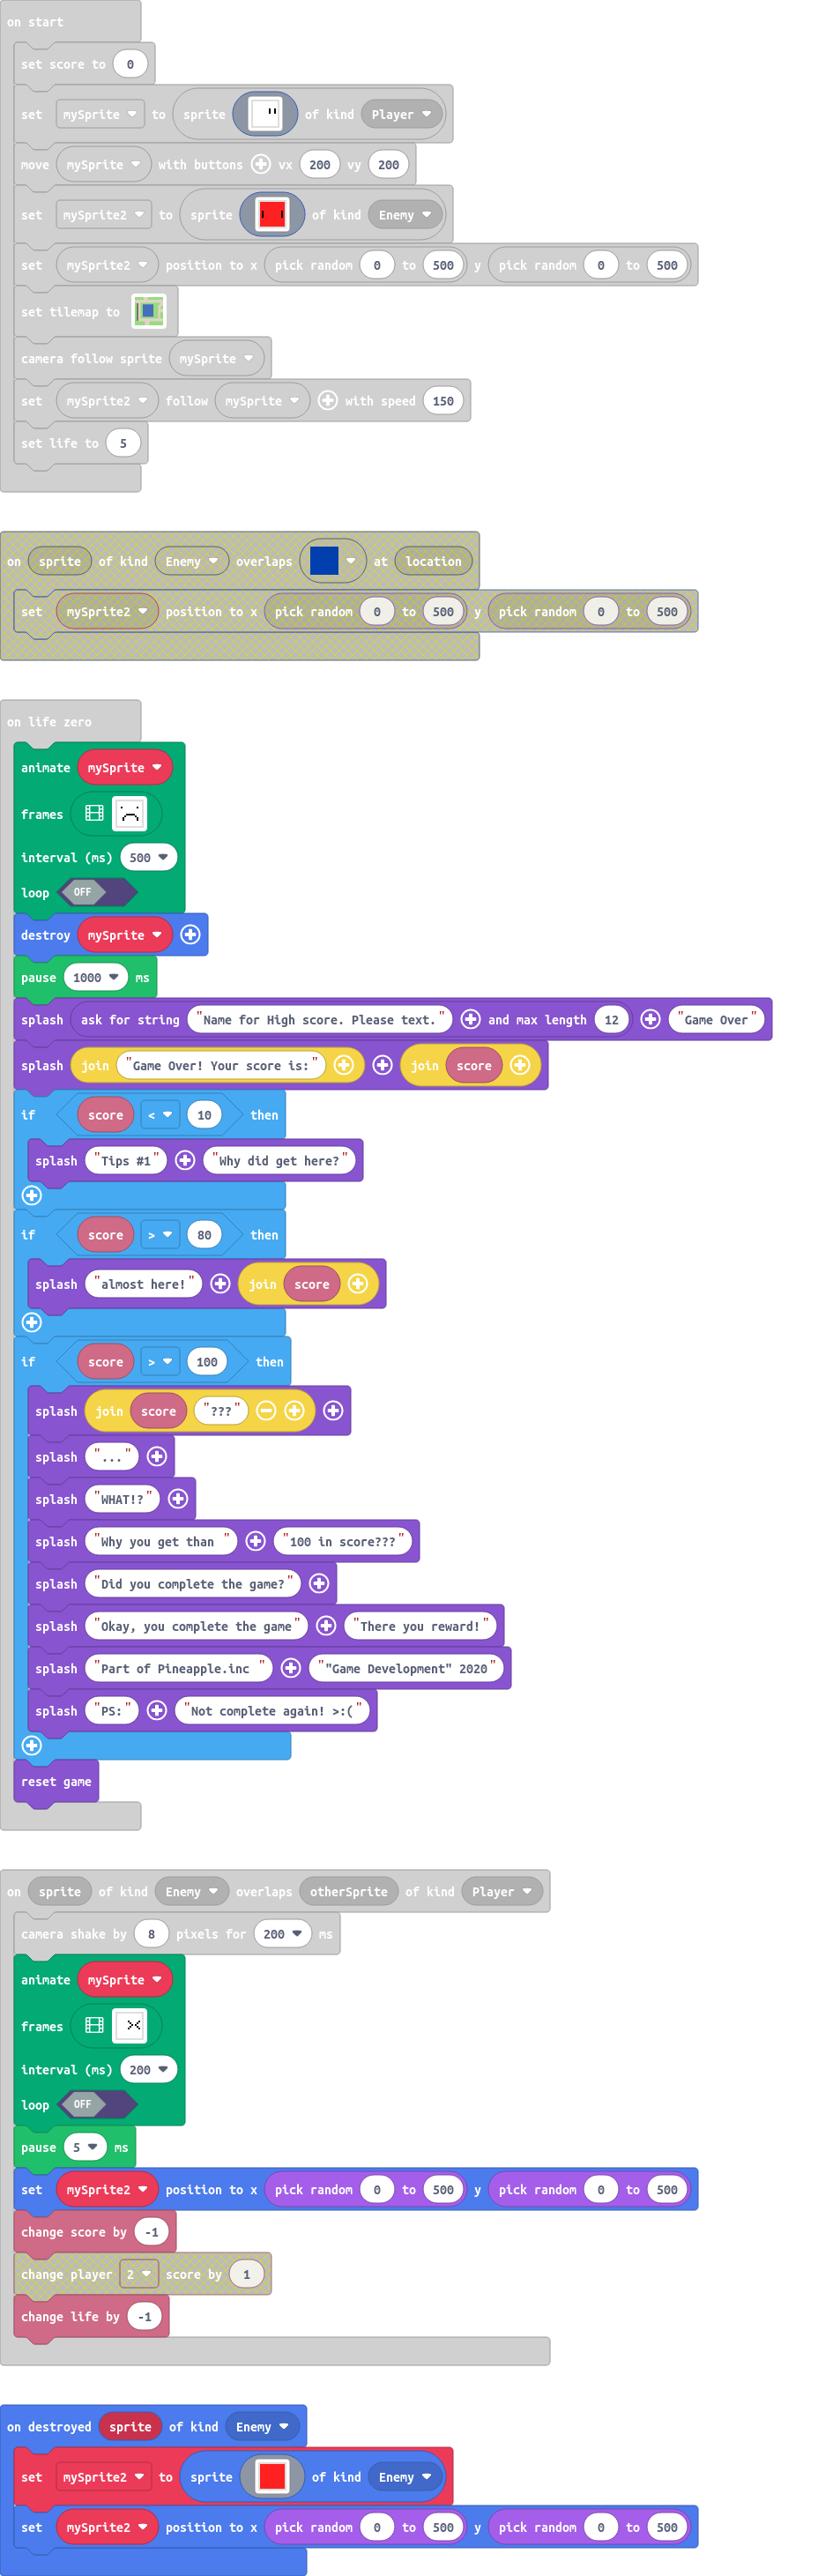 on start
set score to 0
set mySprite to sprite of kind Player
move mySprite with buttons vx 200 vy 200
set mySprite2 to sprite of kind Enemy
set mySprite2 position to x pick random 0 to 500 y pick random 0 to 500
set tilemap to
camera follow sprite mySprite
set mySprite2 follow mySprite with speed 150
set life to 5
on sprite of kind Enemy overlaps at location
set mySprite2 position to x pick random 0 to 500 y pick random 0 to 500
on life zero
animate mySprite
frames
interval (ms) 500
loop OFF
destroy mySprite
pause 1000 ms
splash ask for string "Name for High score. Please text." and max length 12 "Game Over"
splash join "Game Over! Your score is:" join score
if score < 10 then
splash "Tips #1" "Why did get here?"
if score > 80 then
splash "almost here!" join score
if score > 100 then
splash join score "???"
splash "..."
splash "WHAT!?"
splash "Why you get than " "100 in score???"
splash "Did you complete the game?"
splash "Okay, you complete the game" "There you reward!"
splash "Part of Pineapple.inc " ""Game Development" 2020"
splash "PS:" "Not complete again! >:("
reset game
on sprite of kind Enemy overlaps otherSprite of kind Player
camera shake by 8 pixels for 200 ms
animate mySprite
frames
interval (ms) 200
loop OFF
pause 5 ms
set mySprite2 position to x pick random 0 to 500 y pick random 0 to 500
change score by -1
change player 2 score by 1
change life by -1
on destroyed sprite of kind Enemy
set mySprite2 to sprite of kind Enemy
set mySprite2 position to x pick random 0 to 500 y pick random 0 to 500